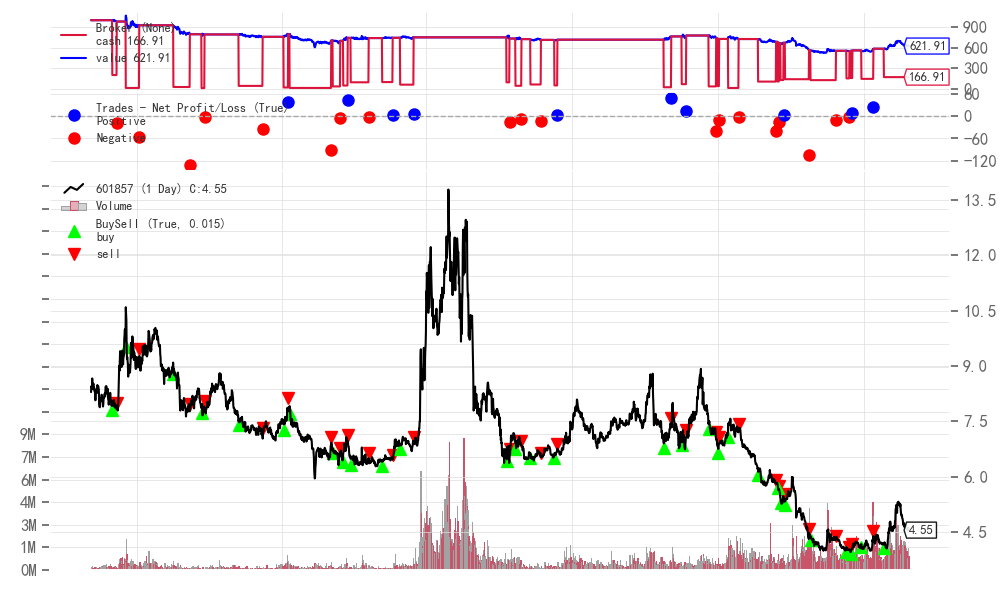 Broker (None)
cash 166.91
value 621.91
900
600
300
0
621.91
166.91
Trades - Net Profit/Loss (True)
Positive
Negative
60
0
−60
−120
601857 (1 Day) C:4.55
Volume
BuySell (True, 0.015)
buy
sell
13.5
12.0
10.5
9.0
7.5
6.0
4.5
4.55
9M
7M
6M
4M
3M
1M
0M